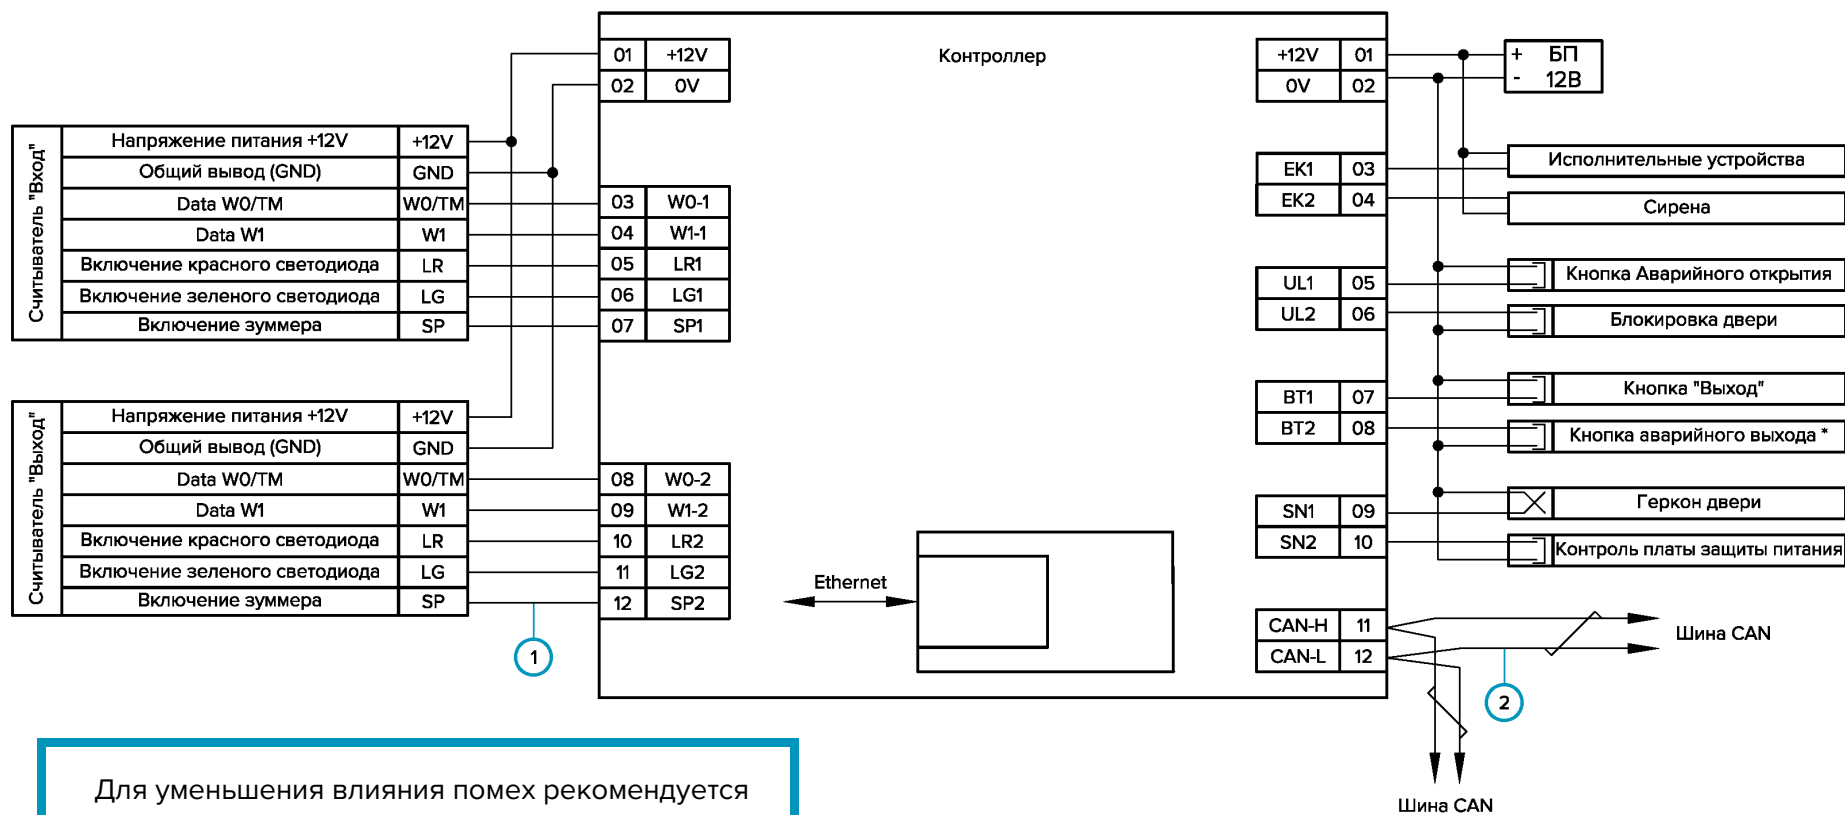 Контроллер
01 +12V
02 0V
Считыватель "Вход"
Напряжение питания +12V +12V
Общий вывод (GND) GND
Data W0/TM W0/TM
Data W1 W1
Включение красного светодиода LR
Включение зеленого светодиода LG
Включение зуммера SP
03 W0-1
04 W1-1
05 LR1
06 LG1
07 SP1
Считыватель "Выход"
Напряжение питания +12V +12V
Общий вывод (GND) GND
Data W0/TM W0/TM
Data W1 W1
Включение красного светодиода LR
Включение зеленого светодиода LG
Включение зуммера SP
08 W0-2
09 W1-2
10 LR2
11 LG2
12 SP2
1
Ethernet
+12V 01
0V 02
+ БП
- 12В
EK1 03
EK2 04
Исполнительные устройства
Сирена
UL1 05
UL2 06
Кнопка Аварийного открытия
Блокировка двери
BT1 07
BT2 08
Кнопка "Выход"
Кнопка аварийного выхода *
SN1 09
SN2 10
Геркон двери
Контроль платы защиты питания
CAN-H 11
CAN-L 12
Шина CAN
2
Шина CAN
Для уменьшения влияния помех рекомендуется